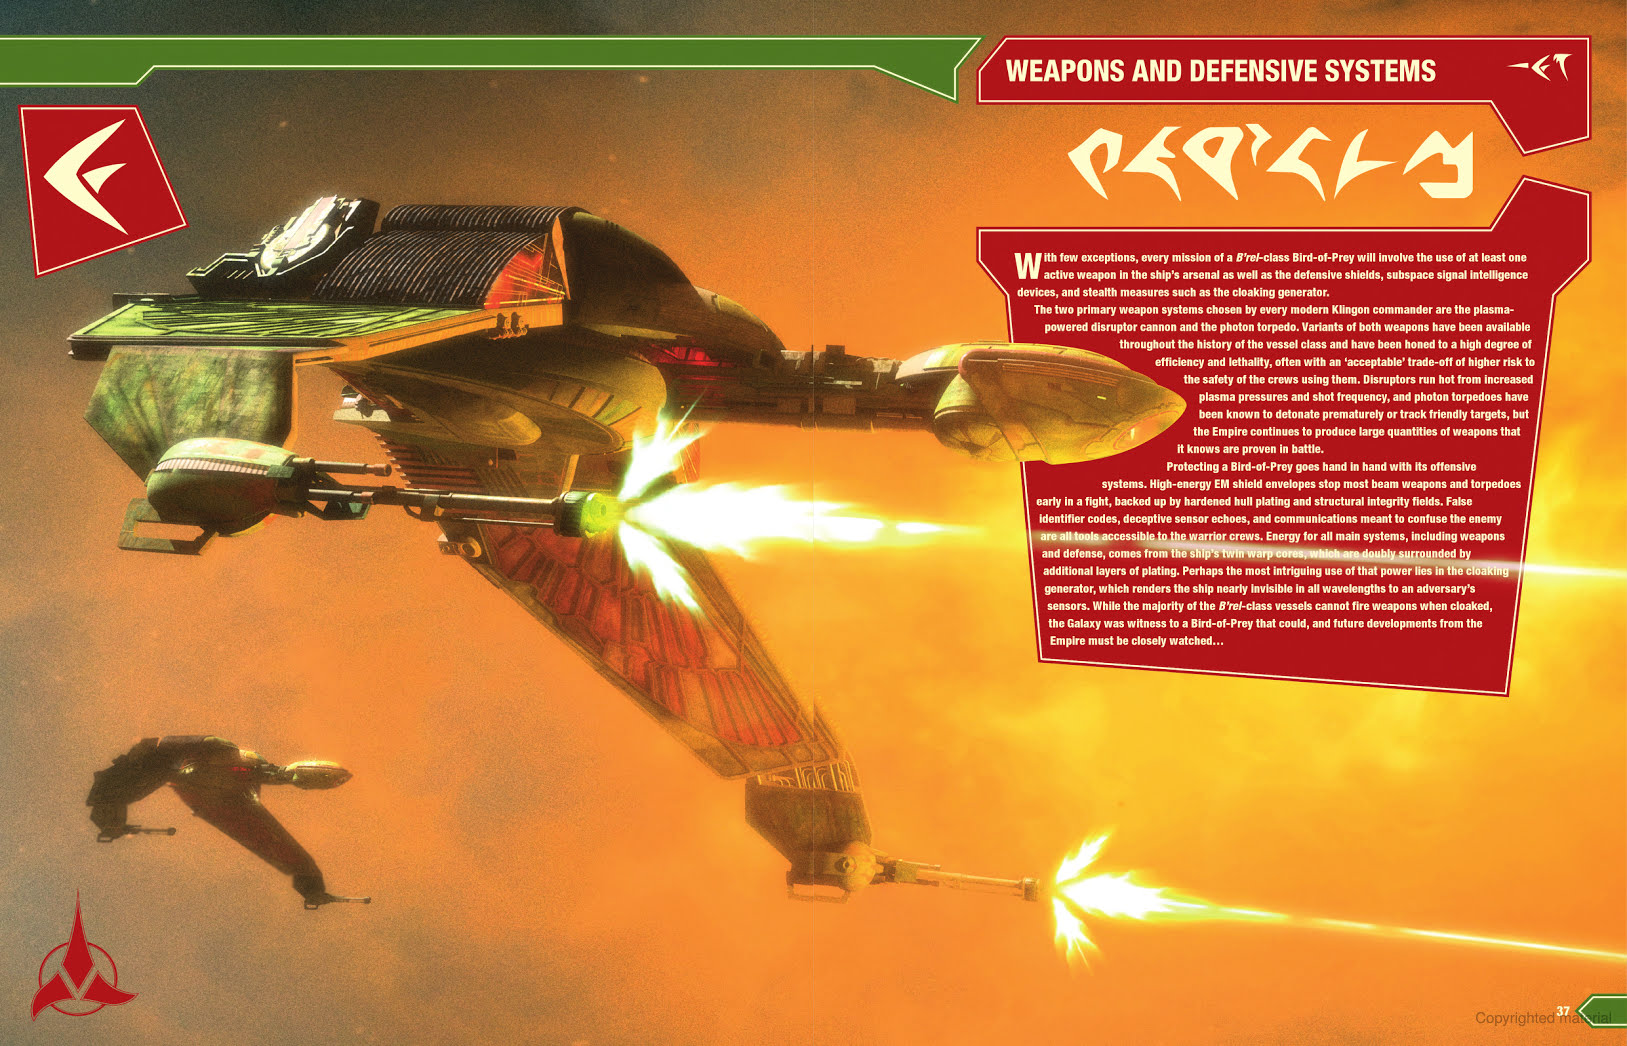 WEAPONS AND DEFENSIVE SYSTEMS
With few exceptions, every mission of a B'rel-class Bird-of-Prey will involve the use of at least one
active weapon in the ship's arsenal as well as the defensive shields, subspace signal intelligence
devices, and stealth measures such as the cloaking generator.
The two primary weapon systems chosen by every modern Klingon commander are the plasma-
powered disruptor cannon and the photon torpedo. Variants of both weapons have been available
throughout the history of the vessel class and have been honed to a high degree of
efficiency and lethality, often with an ‘acceptable’ trade-off of higher risk to
the safety of the crews using them. Disruptors run hot from increased
plasma pressures and shot frequency, and photon torpedoes have
been known to detonate prematurely or track friendly targets, but
the Empire continues to produce large quantities of weapons that
it knows are proven in battle.
Protecting a Bird-of-Prey goes hand in hand with its offensive
systems. High-energy EM shield envelopes stop most beam weapons and torpedoes
early in a fight, backed up by hardened hull plating and structural integrity fields. False
identifier codes, deceptive sensor echoes, and communications meant to confuse the enemy
are all tools accessible to the warrior crews. Energy for all main systems, including weapons
and defense, comes from the ship's twin warp cores, which are doubly surrounded by
additional layers of plating. Perhaps the most intriguing use of that power lies in the cloaking
generator, which renders the ship nearly invisible in all wavelengths to an adversary's
sensors. While the majority of the B'rel-class vessels cannot fire weapons when cloaked,
the Galaxy was witness to a Bird-of-Prey that could, and future developments from the
Empire must be closely watched…
37
Copyrighted material